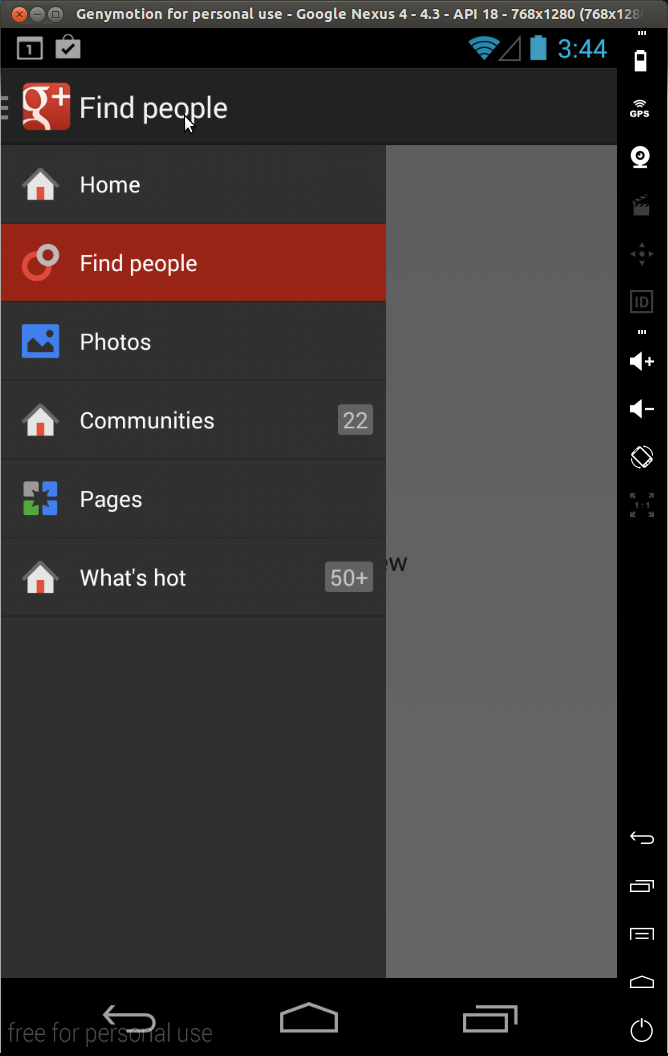 Genymotion for personal use - Google Nexus 4 - 4.3 - API 18 - 768x1280 (768x128
1
3:44
GPS
g+ Find people
Home
Find people
ID
Photos
Communities 22
Pages
1:1
ew
What's hot 50+
free for personal use